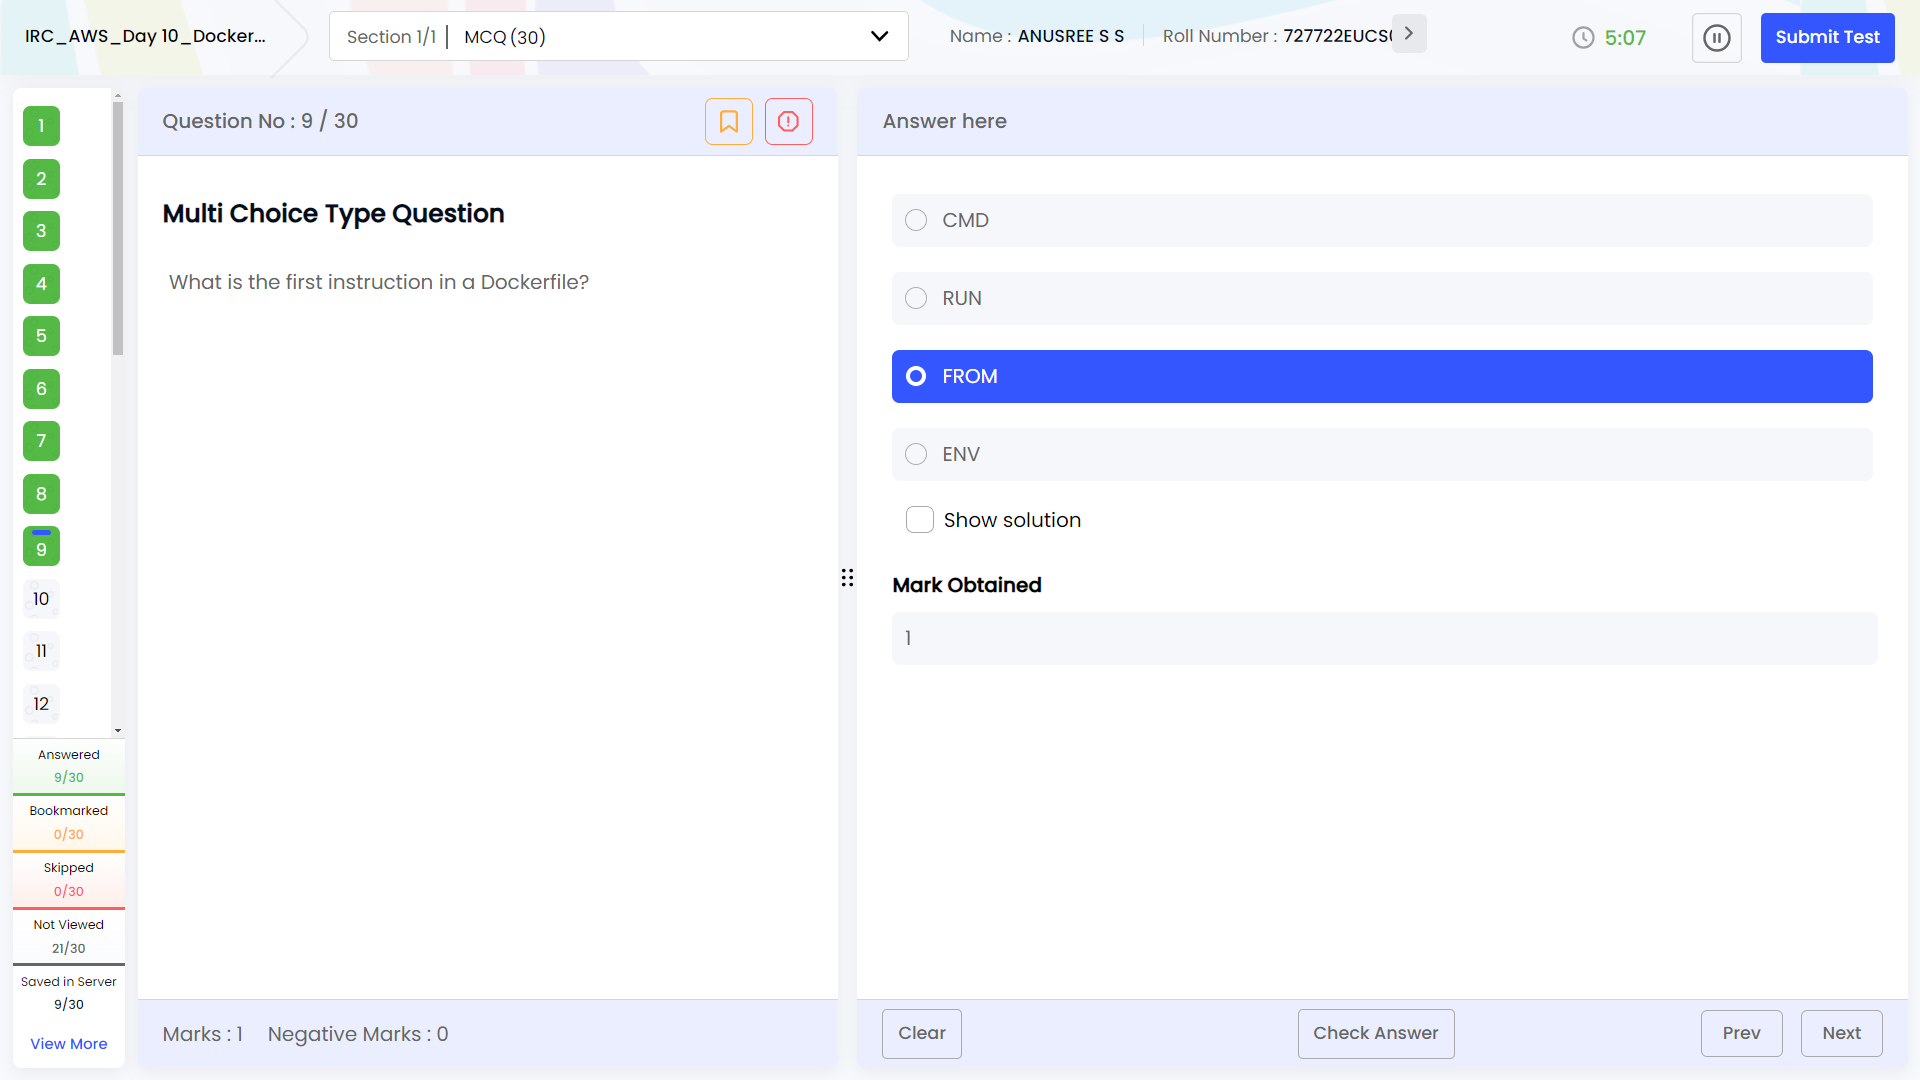 IRC_AWS_Day 10_Docker...
Section 1/1 | MCQ (30)
Name : ANUSREE S S
Roll Number :
5:07
Submit Test
1
2
3
4
5
6
7
8
9
10
11
12
Answered
9/30
Bookmarked
0/30
Skipped
0/30
Not Viewed
21/30
Saved in Server
9/30
View More
Question No : 9 / 30
Multi Choice Type Question
What is the first instruction in a Dockerfile?
Marks : 1 Negative Marks : 0
Answer here
CMD
RUN
FROM
ENV
Show solution
Mark Obtained
1
Clear
Check Answer
Prev
Next